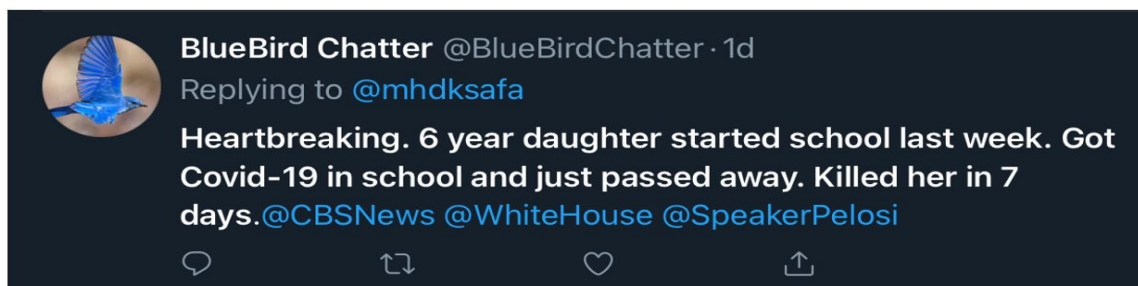 BlueBird Chatter @BlueBirdChatter · 1d
Replying to @mhdksafa
Heartbreaking. 6 year daughter started school last week. Got
Covid-19 in school and just passed away. Killed her in 7
days.@CBSNews @WhiteHouse @SpeakerPelosi